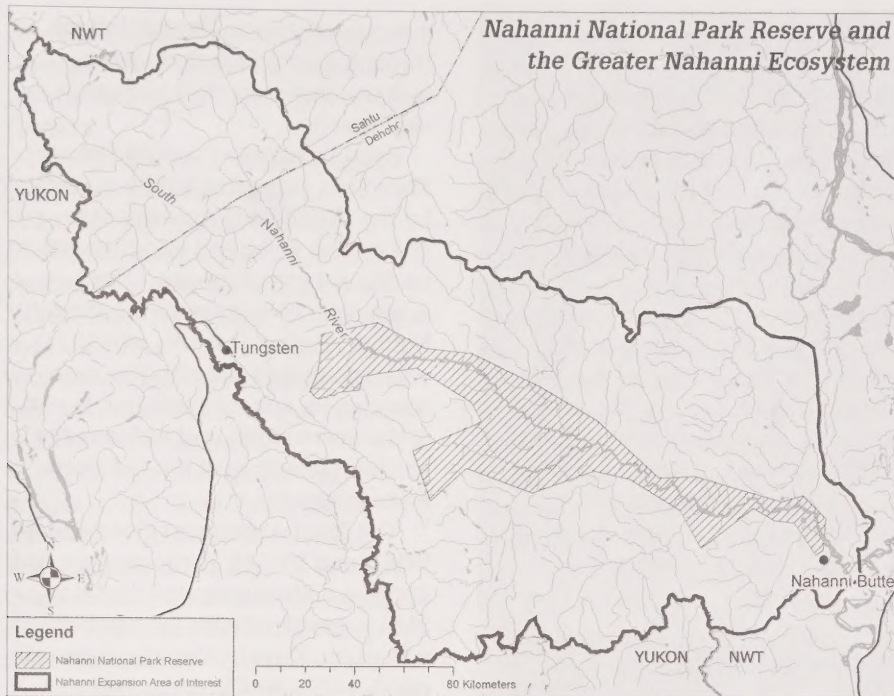 Nahanni National Park Reserve and
the Greater Nahanni Ecosystem
NWT
YUKON
Sahtu
Dehcho
South
Nahanni
River
Tungsten
Nahanni Butte
N
W E
S
YUKON NWT
Legend
Nahanni National Park Reserve
Nahanni Expansion Area of Interest
0 20 40 80 Kilometers